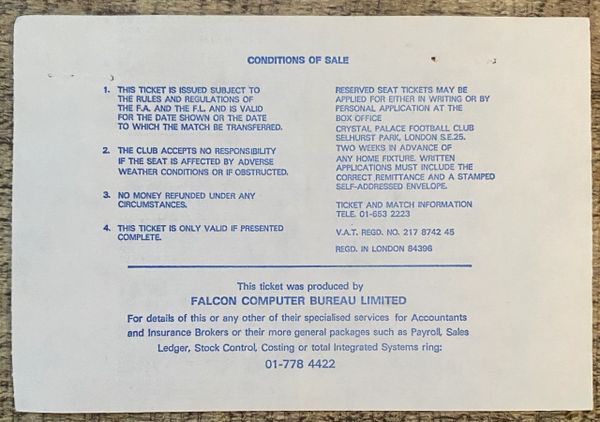 CONDITIONS OF SALE
1. THIS TICKET IS ISSUED SUBJECT TO
THE RULES AND REGULATIONS OF
THE F.A. AND THE F.L. AND IS VALID
FOR THE DATE SHOWN OR THE DATE
TO WHICH THE MATCH BE TRANSFERRED.
2. THE CLUB ACCEPTS NO RESPONSIBILITY
IF THE SEAT IS AFFECTED BY ADVERSE
WEATHER CONDITIONS OR IF OBSTRUCTED.
3. NO MONEY REFUNDED UNDER ANY
CIRCUMSTANCES.
4. THIS TICKET IS ONLY VALID IF PRESENTED
COMPLETE.
RESERVED SEAT TICKETS MAY BE
APPLIED FOR EITHER IN WRITING OR BY
PERSONAL APPLICATION AT THE
BOX OFFICE
CRYSTAL PALACE FOOTBALL CLUB
SELHURST PARK, LONDON S.E.25.
TWO WEEKS IN ADVANCE OF
ANY HOME FIXTURE. WRITTEN
APPLICATIONS MUST INCLUDE THE
CORRECT REMITTANCE AND A STAMPED
SELF-ADDRESSED ENVELOPE.
TICKET AND MATCH INFORMATION
TELE. 01-653 2223
V.A.T. REGD. NO. 217 8742 45
REGD. IN LONDON 84396
This ticket was produced by
FALCON COMPUTER BUREAU LIMITED
For details of this or any other of their specialised services for Accountants
and Insurance Brokers or their more general packages such as Payroll, Sales
Ledger, Stock Control, Costing or total Integrated Systems ring:
01-778 4422